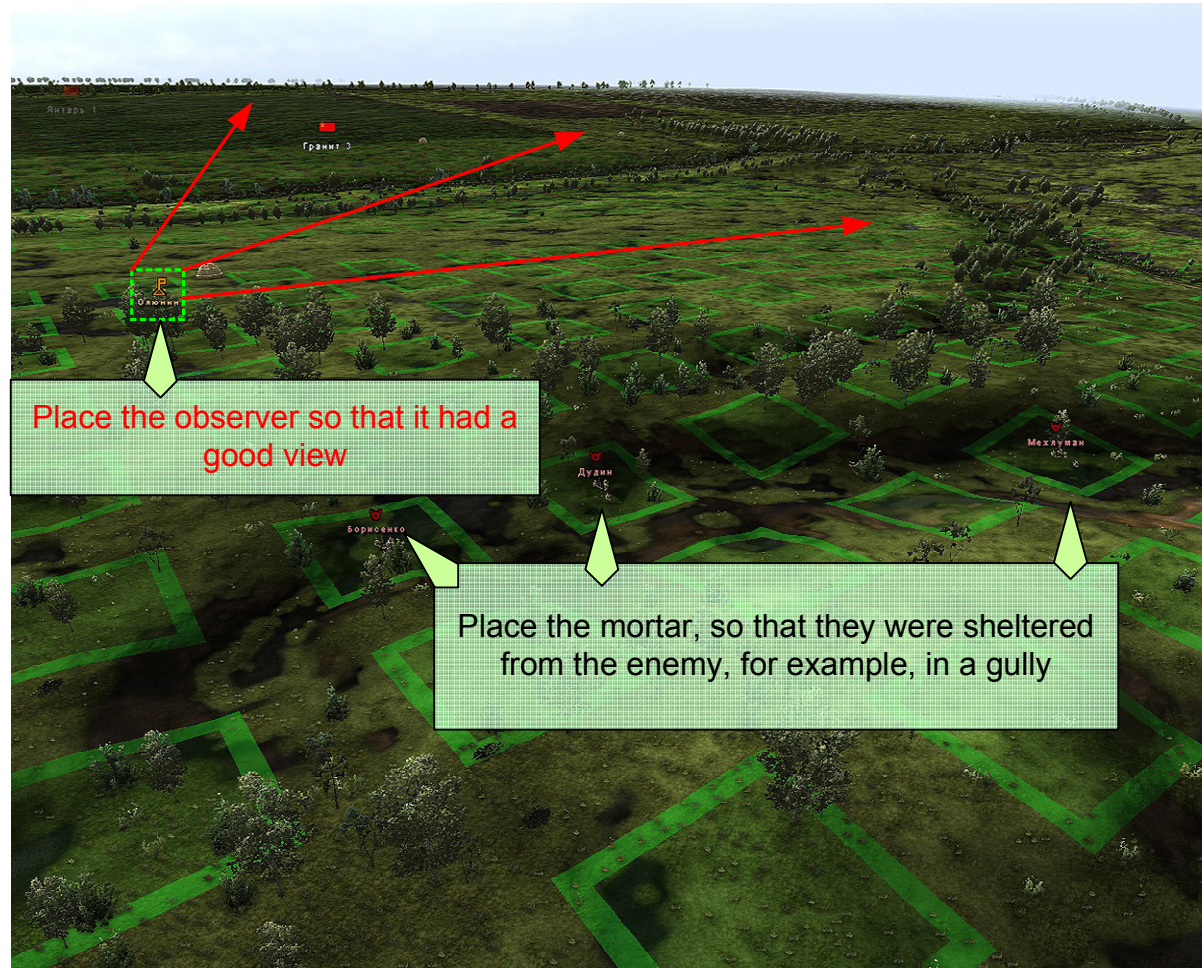 Янтарь 1
Гранит 3
Олюнин
Place the observer so that it had a
good view
Мехлуман
Дудин
Борисенко
Place the mortar, so that they were sheltered
from the enemy, for example, in a gully